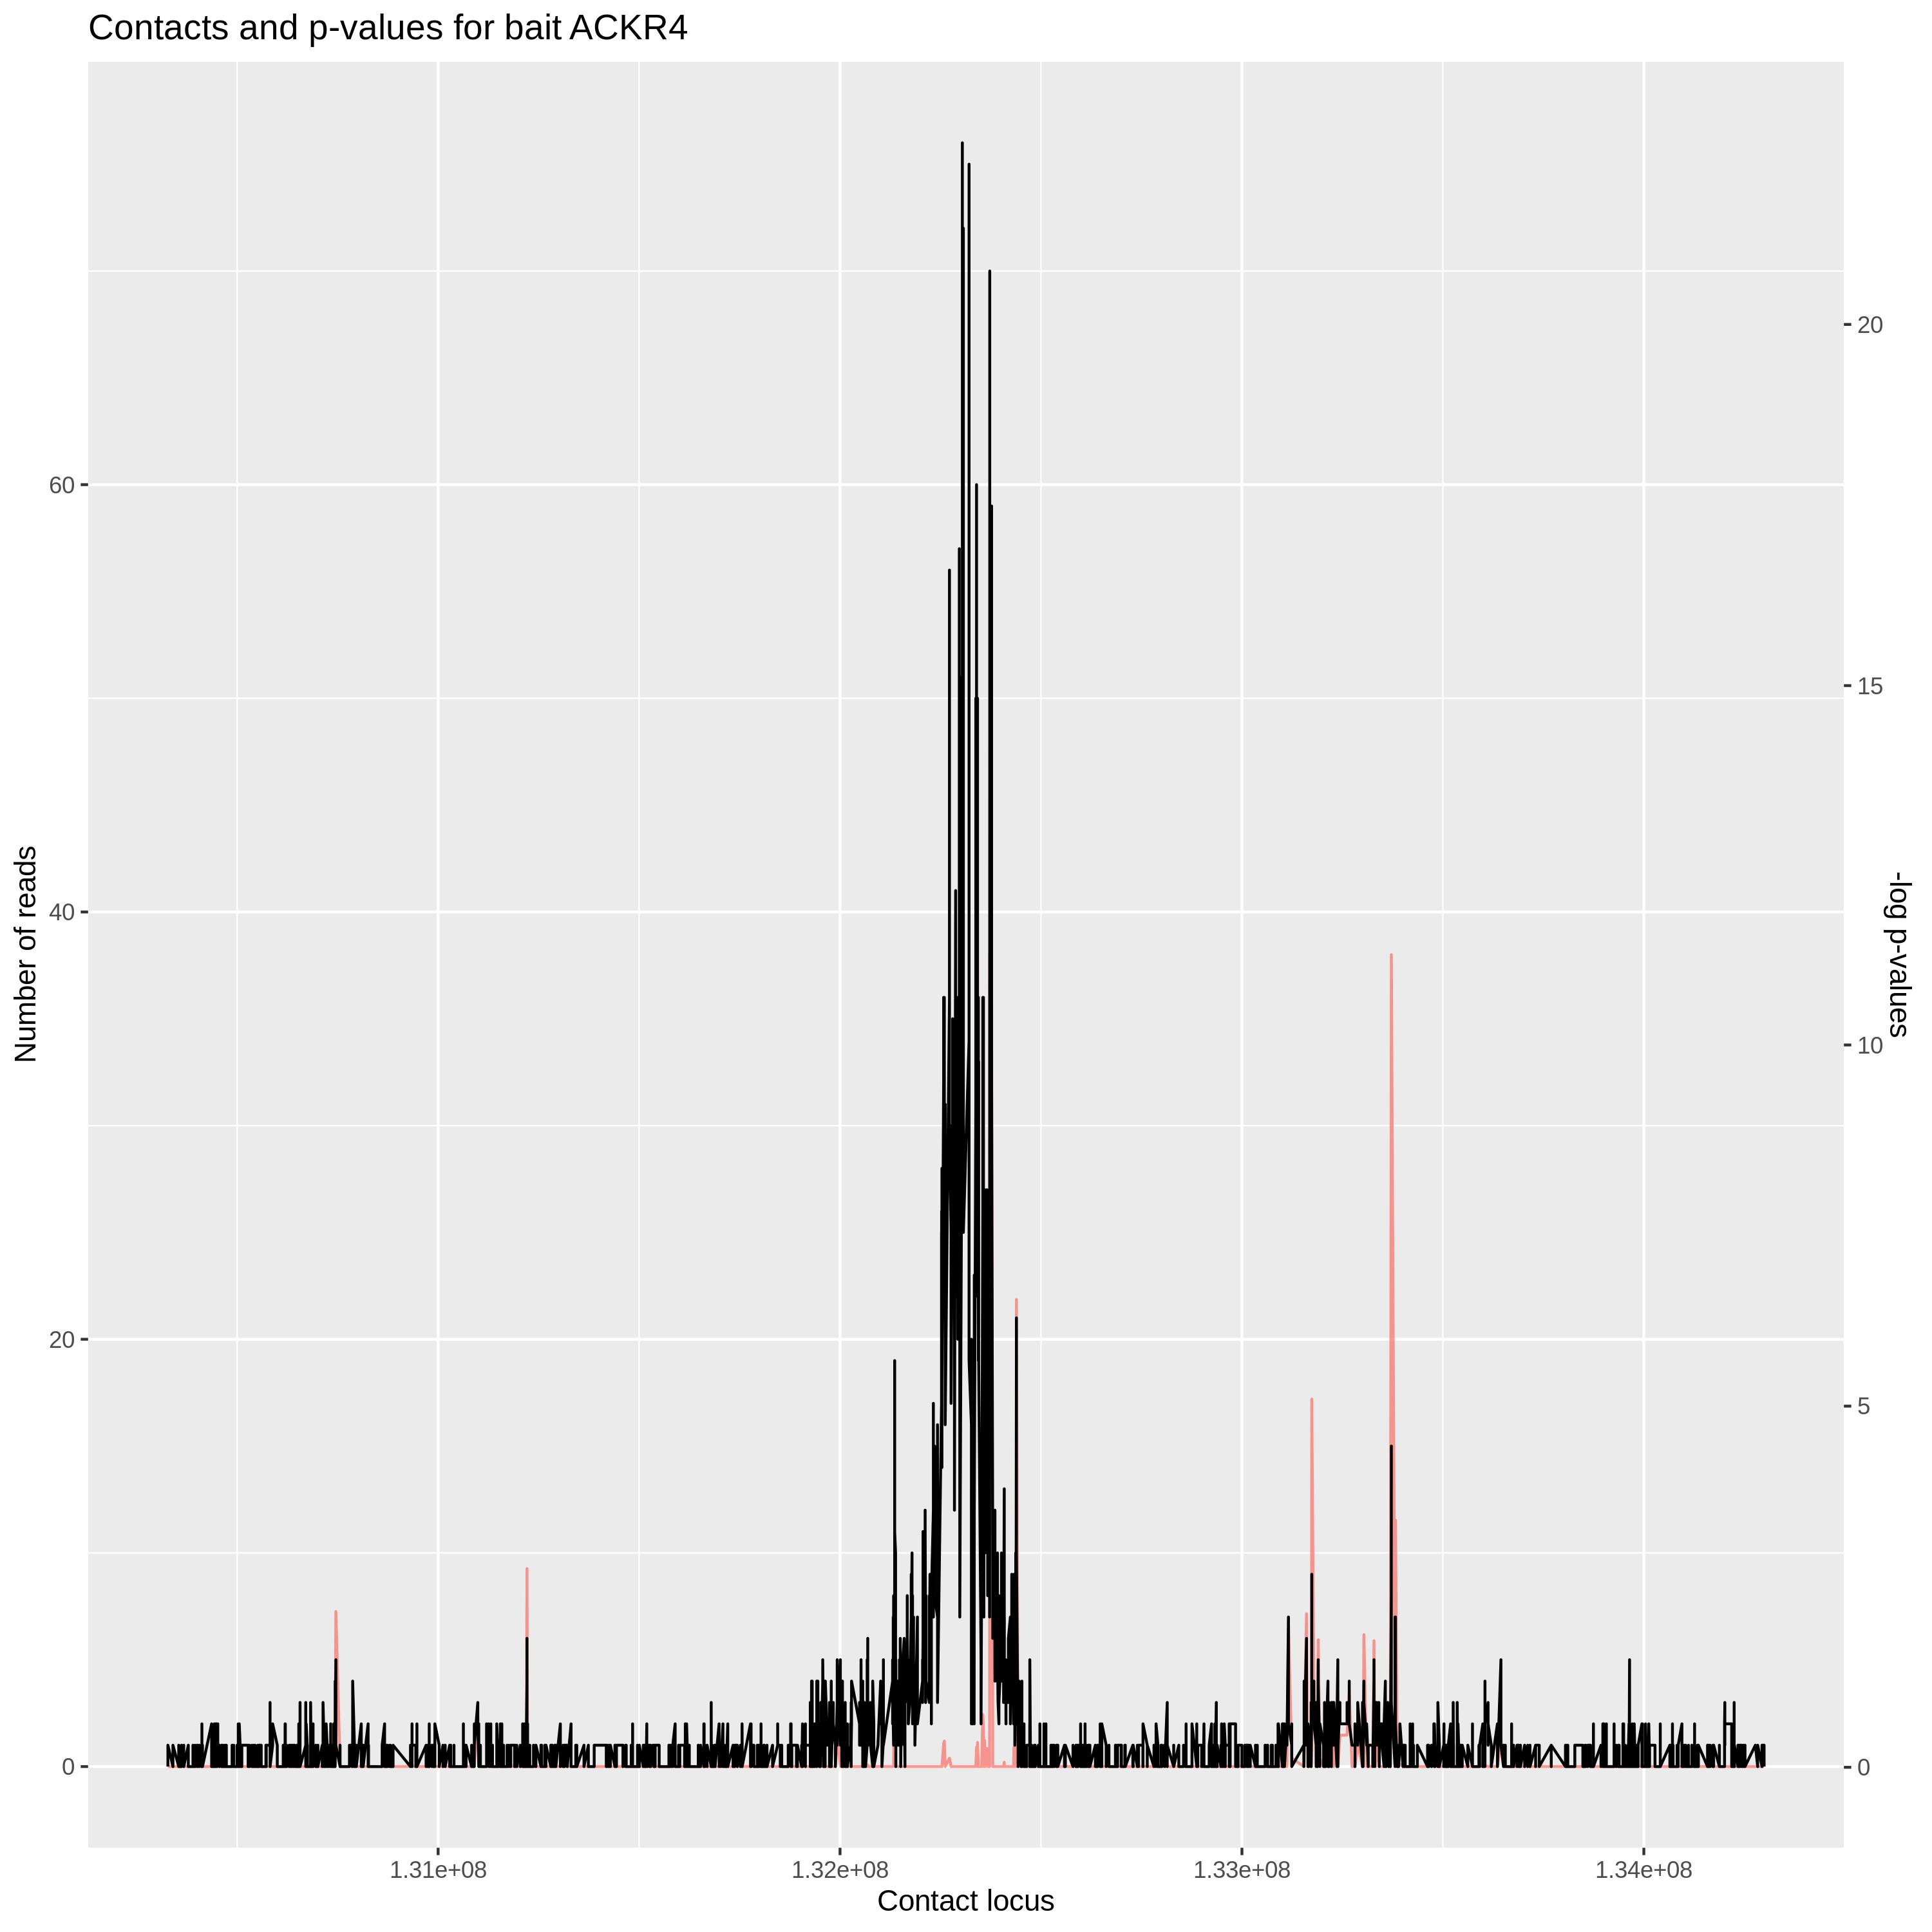 Contacts and p-values for bait ACKR4
20
60
15
40
Number of reads
-log p-values
10
20
5
0
0
1.31e+08
1.32e+08
1.33e+08
1.34e+08
Contact locus